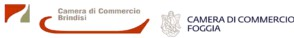 Camera di Commercio
Brindisi
CAMERA DI COMMERCIO
FOGGIA